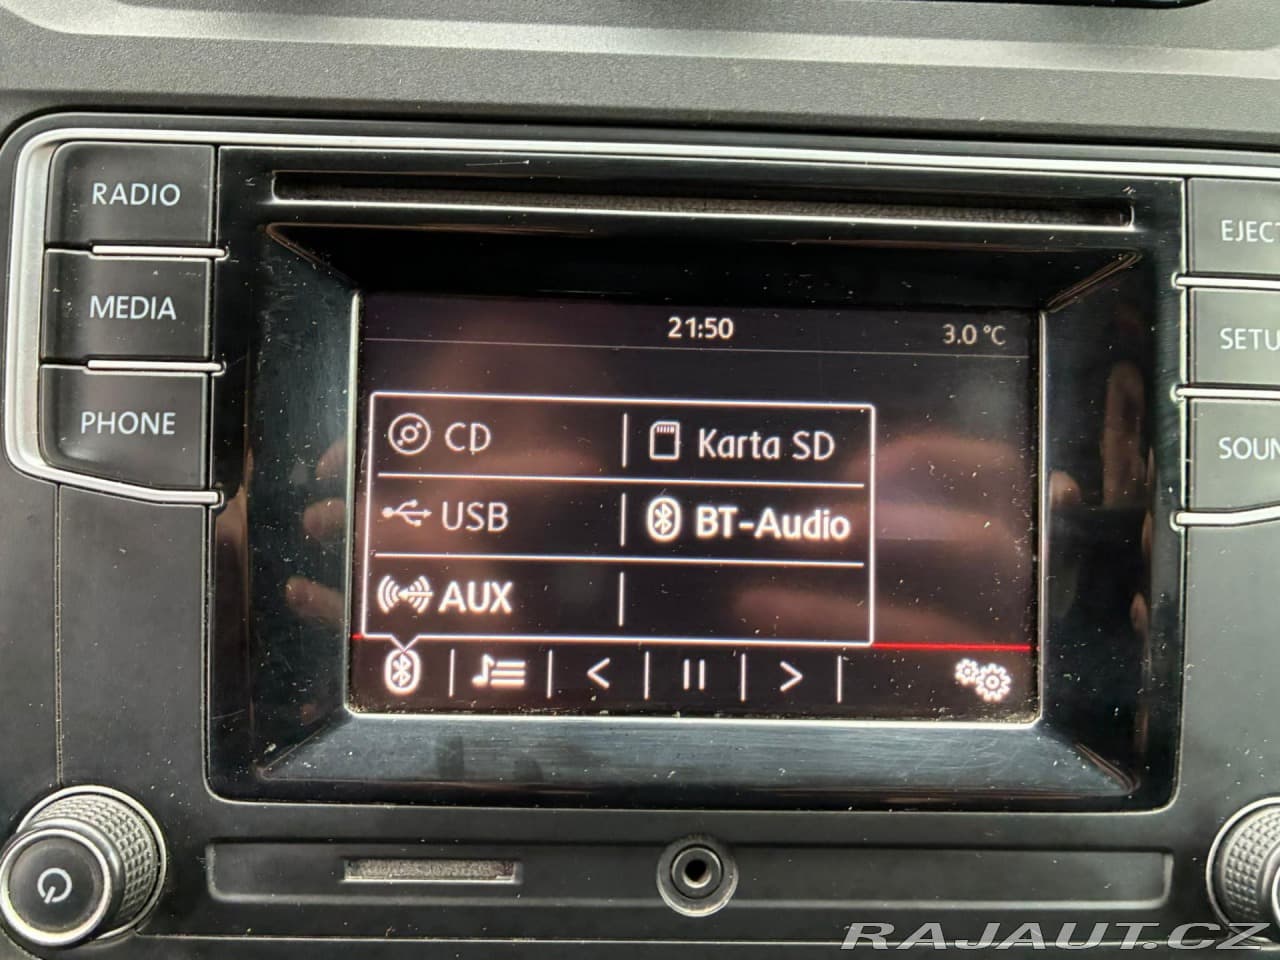 RADIO
MEDIA
PHONE
EJECT
SETU
SOUN
21:50
3.0 °C
CD
Karta SD
USB
BT-Audio
AUX
RAJAUT.CZ